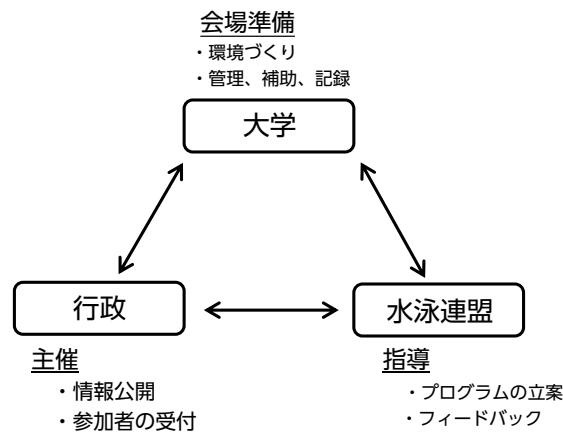 会場準備
・環境づくり
・管理、補助、記録
大学
行政
水泳連盟
主催
・情報公開
・参加者の受付
指導
・プログラムの立案
・フィードバック